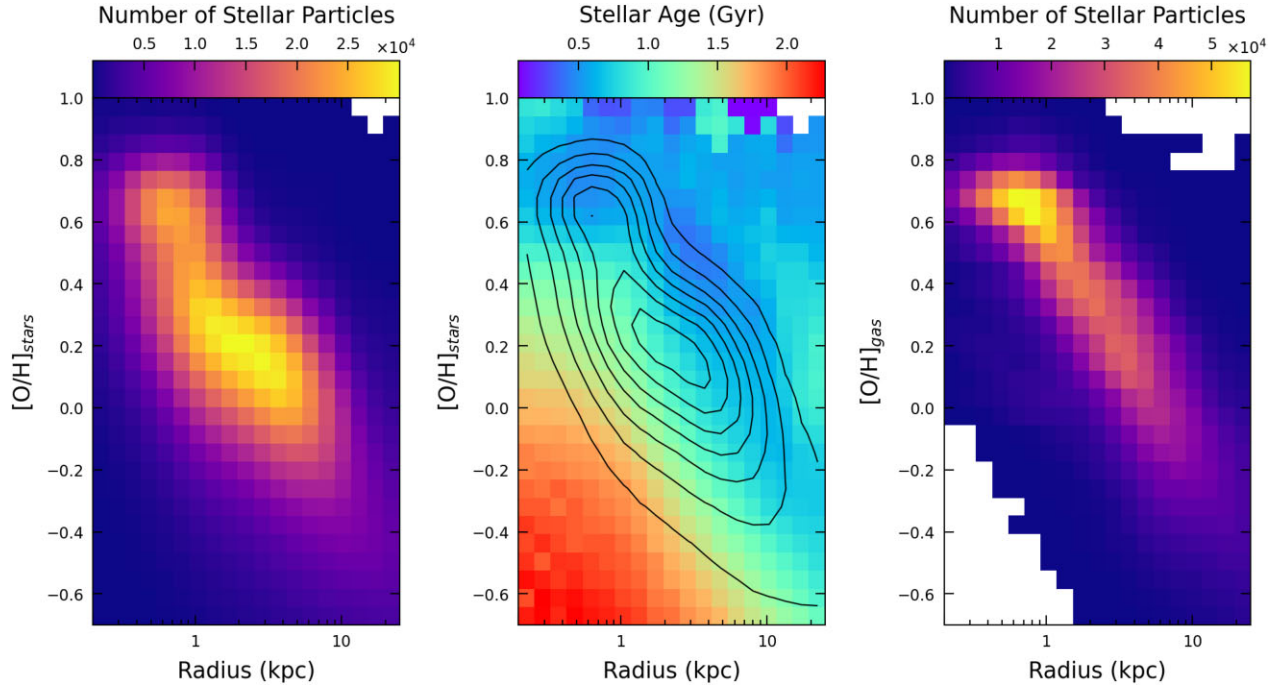 Number of Stellar Particles
0.5 1.0 1.5 2.0 2.5 ×10⁴
1.0
0.8
0.6
0.4
0.2
0.0
−0.2
−0.4
−0.6
[O/H]stars
1 10
Radius (kpc)
Stellar Age (Gyr)
0.5 1.0 1.5 2.0
1.0
0.8
0.6
0.4
0.2
0.0
−0.2
−0.4
−0.6
[O/H]stars
1 10
Radius (kpc)
Number of Stellar Particles
1 2 3 4 5 ×10⁴
1.0
0.8
0.6
0.4
0.2
0.0
−0.2
−0.4
−0.6
[O/H]gas
1 10
Radius (kpc)